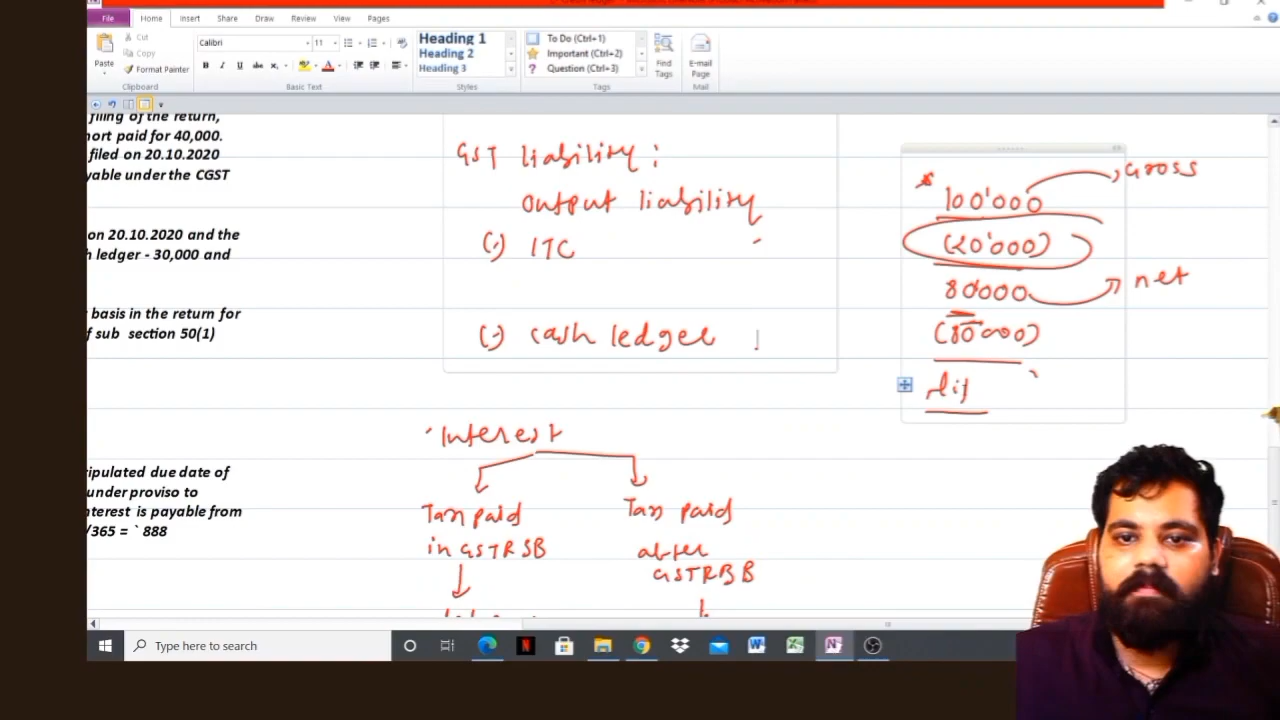 File Home Insert Share Draw Review View Pages
Cut
Copy
Paste
Format Painter
Clipboard
Calibri 11
B I U abc X₂ A
Basic Text
Heading 1
Heading 2
Heading 3
Styles
To Do (Ctrl+1)
Important (Ctrl+2)
Question (Ctrl+3)
Tags
Find
Tags
E-mail
Page
Mail
filing of the return,
hort paid for 40,000.
filed on 20.10.2020
yable under the CGST
on 20.10.2020 and the
h ledger - 30,000 and
basis in the return for
f sub section 50(1)
ipulated due date of
under proviso to
nterest is payable from
/365 = ` 888
GST liability:
output liability
(-) ITC
(-) cash ledger
100'000 Gross
(20'000)
80'000 net
(80'000)
Interest
Tax paid
in GSTR3B
Tax paid
after
GSTR3B
Type here to search